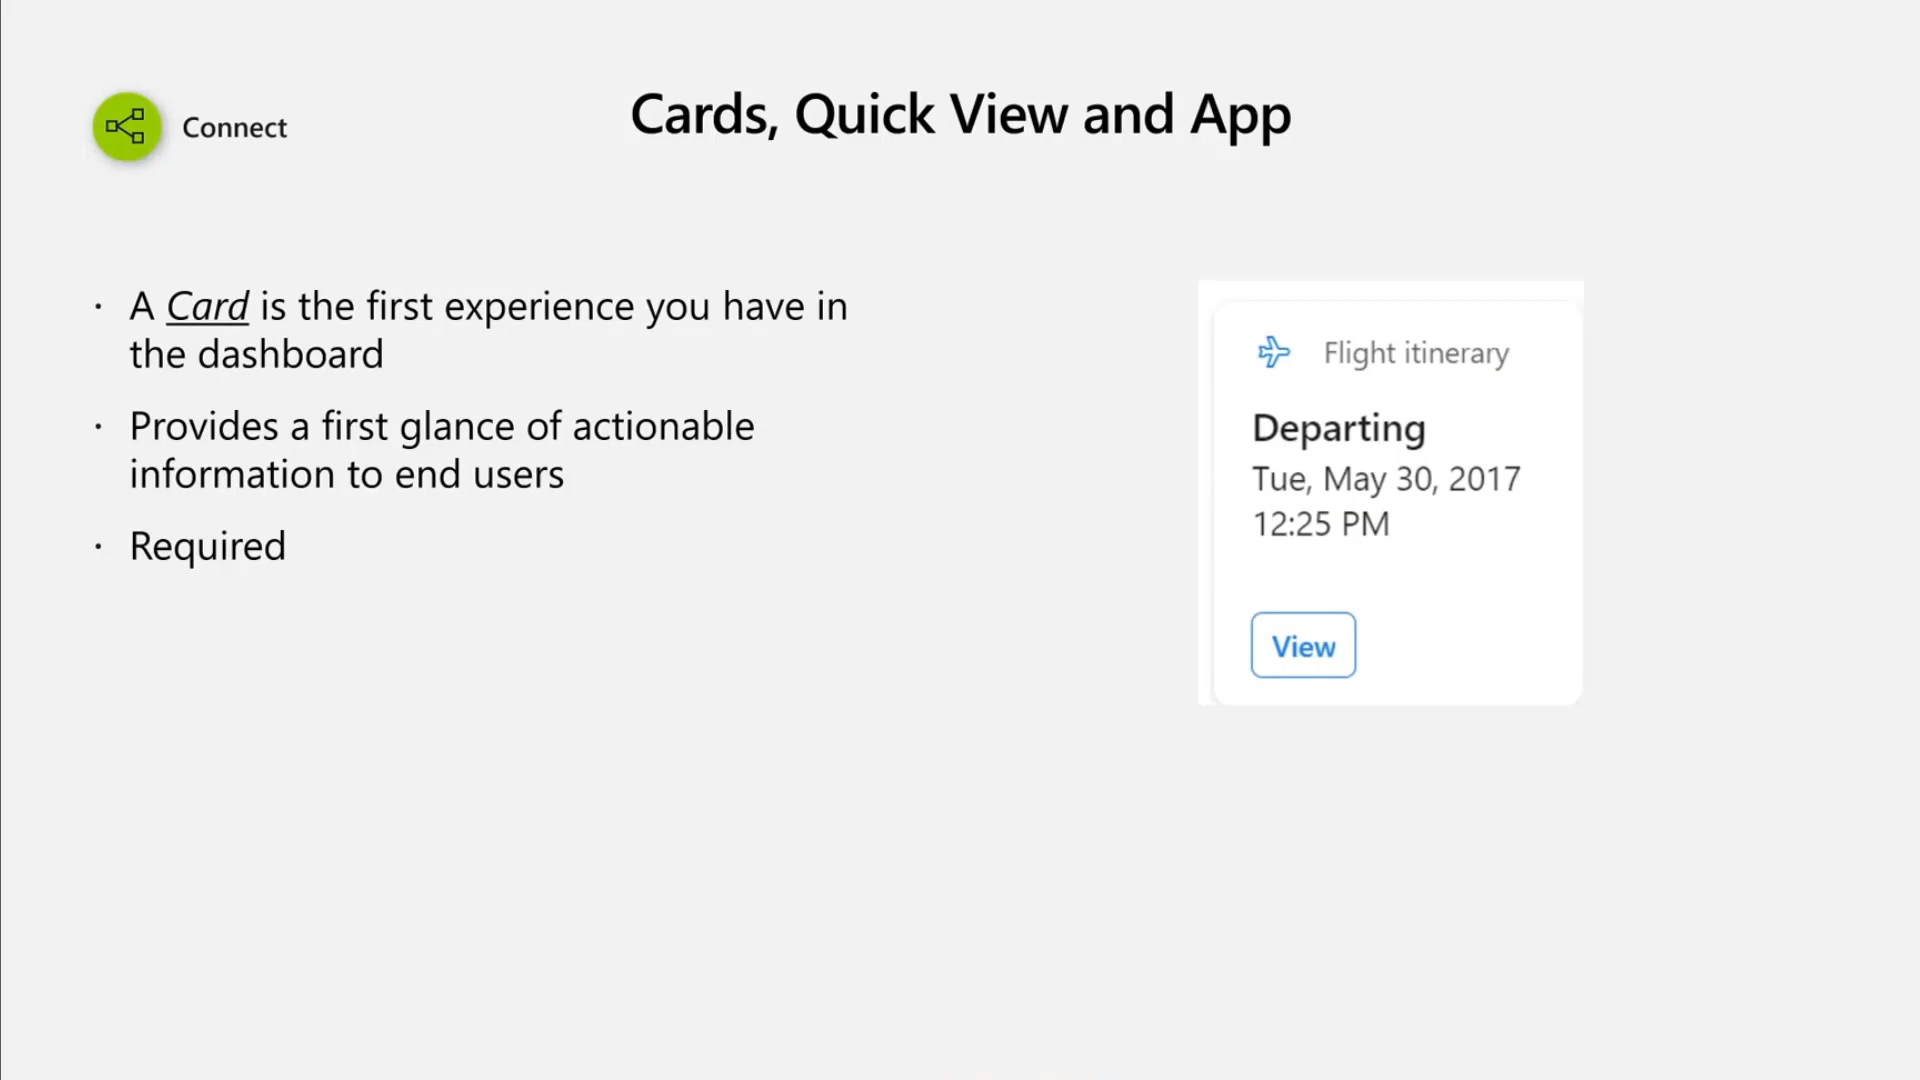 Connect
Cards, Quick View and App
· A Card is the first experience you have in
the dashboard
· Provides a first glance of actionable
information to end users
· Required
Flight itinerary
Departing
Tue, May 30, 2017
12:25 PM
View